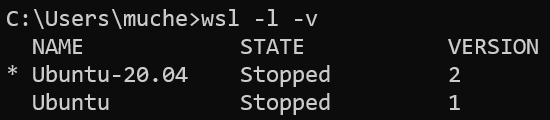 C:\Users\muche>wsl -l -v
  NAME            STATE           VERSION
* Ubuntu-20.04    Stopped         2
  Ubuntu          Stopped         1